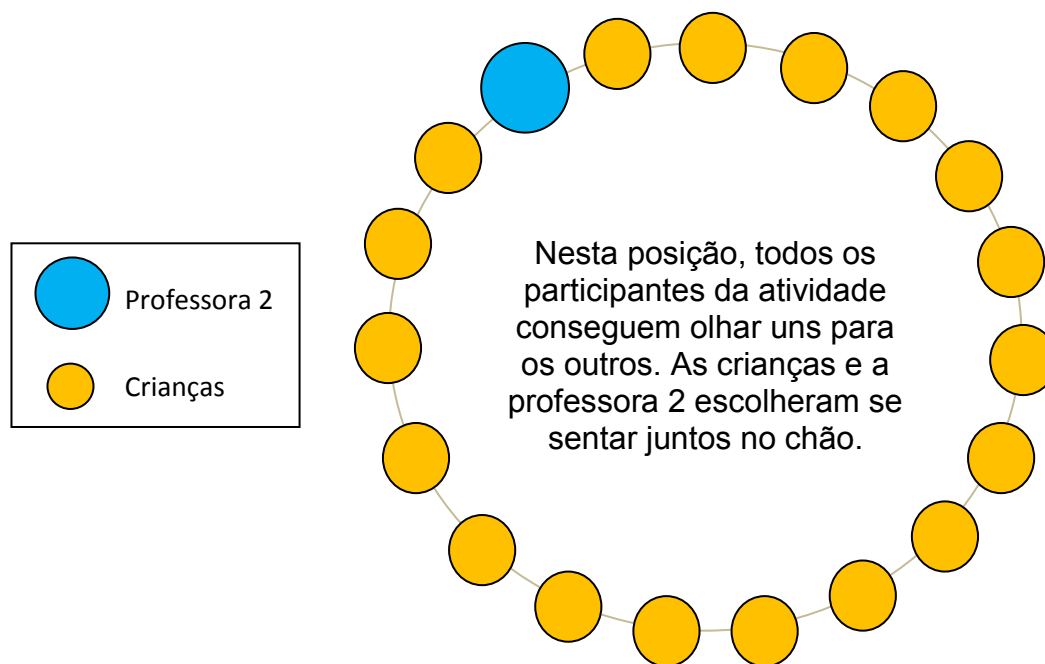 Professora 2
Crianças
Nesta posição, todos os
participantes da atividade
conseguem olhar uns para
os outros. As crianças e a
professora 2 escolheram se
sentar juntos no chão.